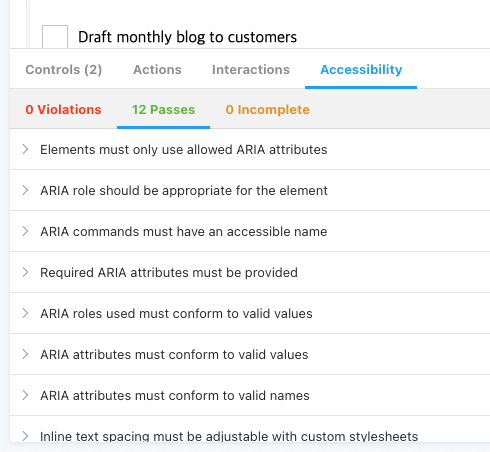 Draft monthly blog to customers
Controls (2) Actions Interactions Accessibility
0 Violations 12 Passes 0 Incomplete
Elements must only use allowed ARIA attributes
ARIA role should be appropriate for the element
ARIA commands must have an accessible name
Required ARIA attributes must be provided
ARIA roles used must conform to valid values
ARIA attributes must conform to valid values
ARIA attributes must conform to valid names
Inline text spacing must be adjustable with custom stylesheets